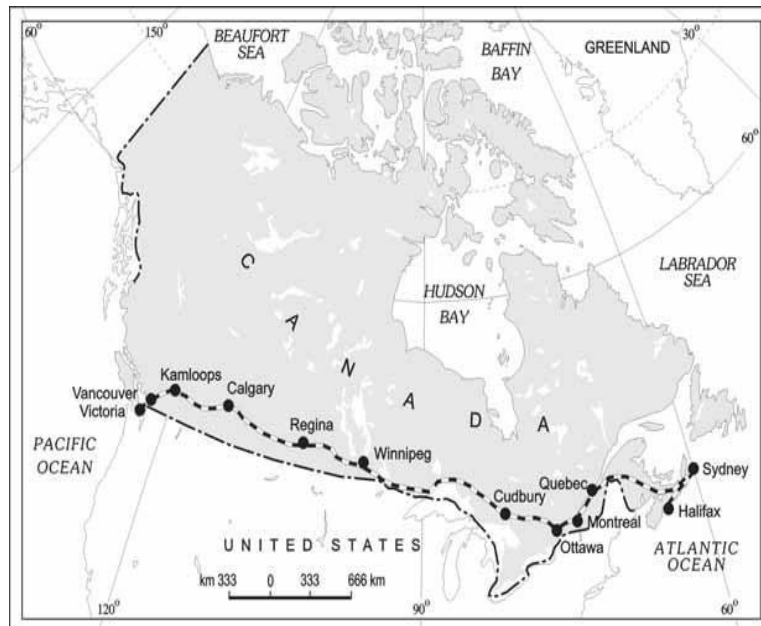 60°
150°
BEAUFORT
SEA
BAFFIN
BAY
GREENLAND
30°
60°
LABRADOR
SEA
HUDSON
BAY
C A N A D A
Kamloops
Vancouver
Calgary
Victoria
Regina
PACIFIC
OCEAN
Winnipeg
Sydney
Quebec
Cudbury
Halifax
Montreal
Ottawa
UNITED STATES
ATLANTIC
OCEAN
km 333 0 333 666 km
120°
90°
60°